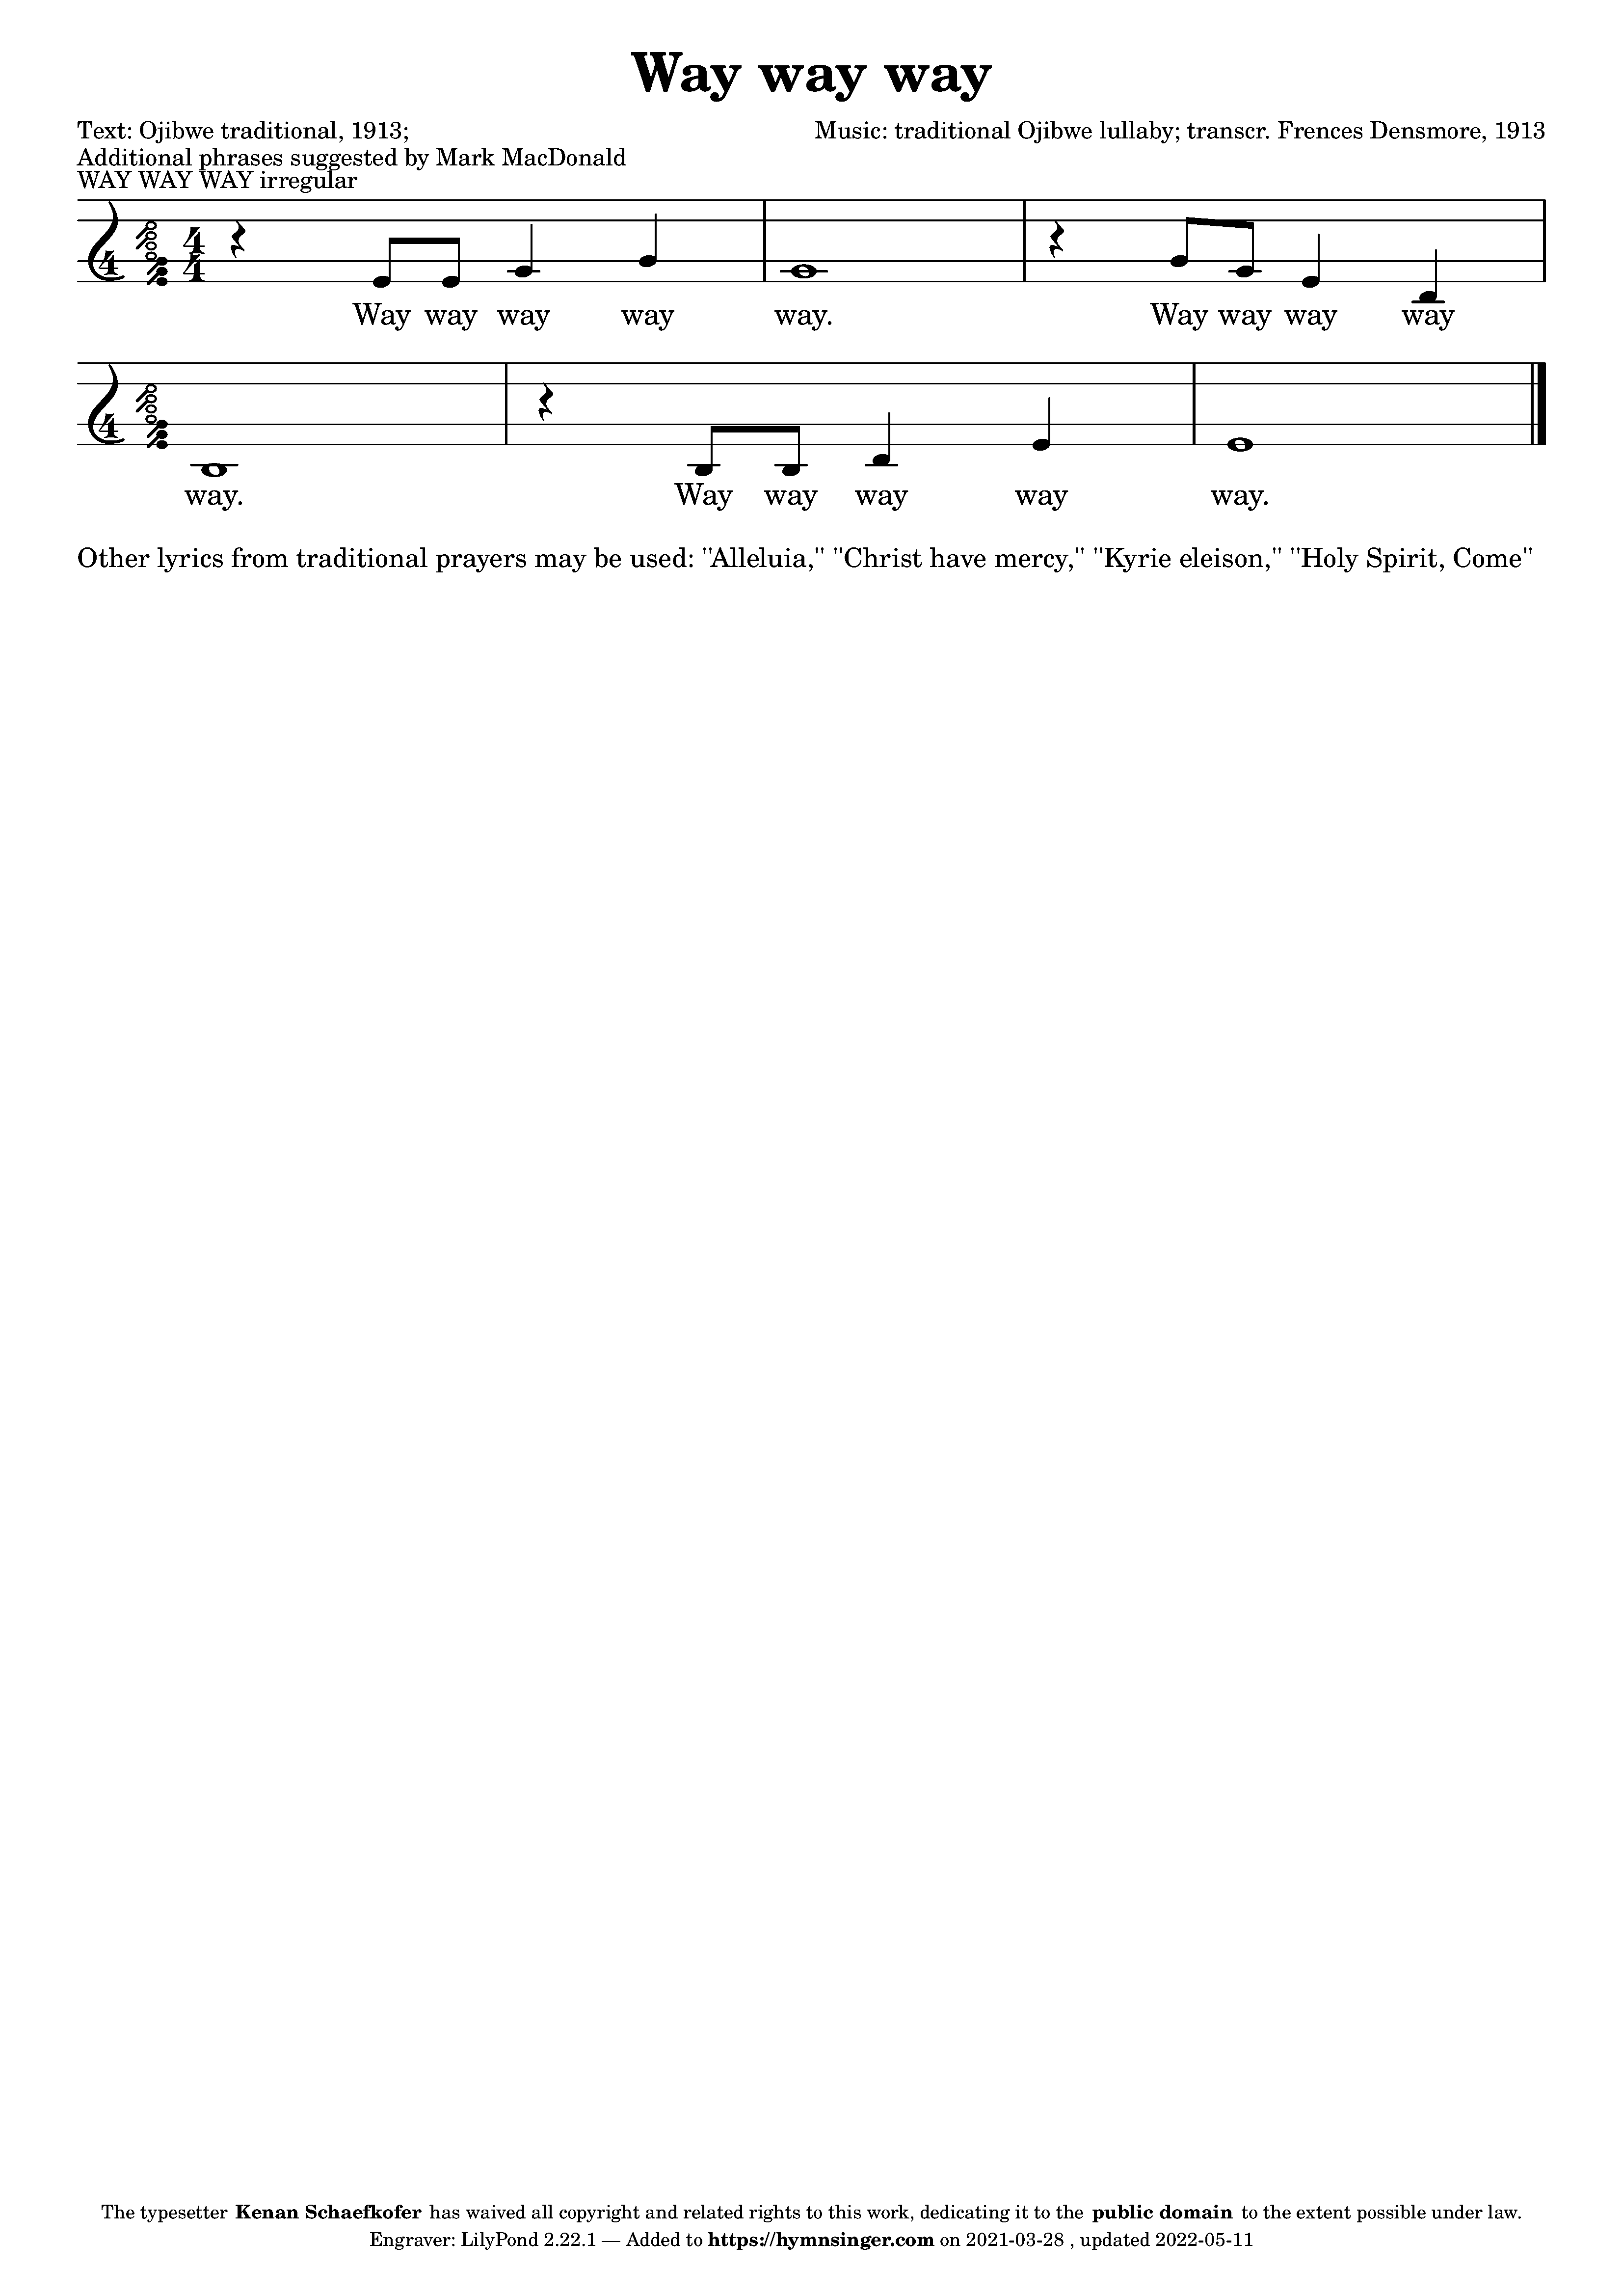 Way way way
Text: Ojibwe traditional, 1913;
Music: traditional Ojibwe lullaby; transcr. Frences Densmore, 1913
Additional phrases suggested by Mark MacDonald
WAY WAY WAY irregular
4 4 4
Way way way way way. Way way way way
4
way. Way way way way way.
Other lyrics from traditional prayers may be used: "Alleluia," "Christ have mercy," "Kyrie eleison," "Holy Spirit, Come"
The typesetter Kenan Schaefkofer has waived all copyright and related rights to this work, dedicating it to the public domain to the extent possible under law.
Engraver: LilyPond 2.22.1 — Added to https://hymnsinger.com on 2021-03-28 , updated 2022-05-11